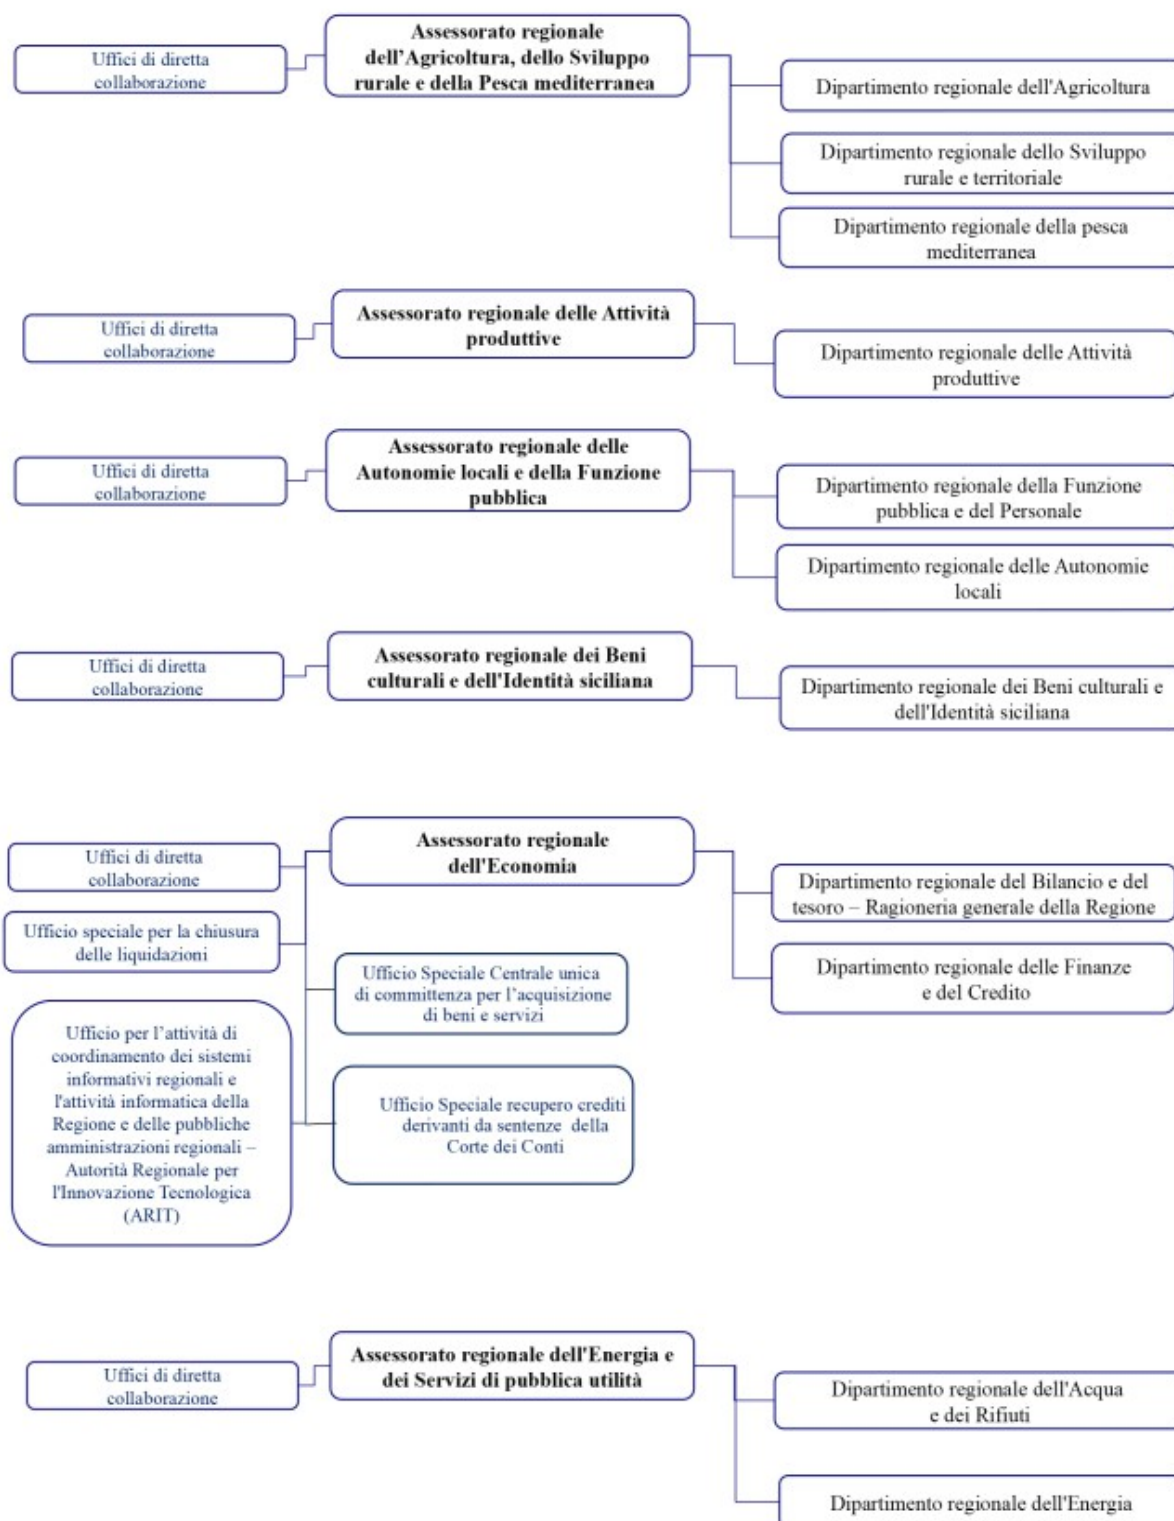 Assessorato regionale
dell'Agricoltura, dello Sviluppo
rurale e della Pesca mediterranea
Uffici di diretta
collaborazione
Dipartimento regionale dell'Agricoltura
Dipartimento regionale dello Sviluppo
rurale e territoriale
Dipartimento regionale della pesca
mediterranea
Assessorato regionale delle Attività
produttive
Uffici di diretta
collaborazione
Dipartimento regionale delle Attività
produttive
Assessorato regionale delle
Autonomie locali e della Funzione
pubblica
Uffici di diretta
collaborazione
Dipartimento regionale della Funzione
pubblica e del Personale
Dipartimento regionale delle Autonomie
locali
Assessorato regionale dei Beni
culturali e dell'Identità siciliana
Uffici di diretta
collaborazione
Dipartimento regionale dei Beni culturali e
dell'Identità siciliana
Assessorato regionale
dell'Economia
Uffici di diretta
collaborazione
Dipartimento regionale del Bilancio e del
tesoro – Ragioneria generale della Regione
Ufficio speciale per la chiusura
delle liquidazioni
Ufficio Speciale Centrale unica
di committenza per l'acquisizione
di beni e servizi
Dipartimento regionale delle Finanze
e del Credito
Ufficio per l'attività di
coordinamento dei sistemi
informativi regionali e
l'attività informatica della
Regione e delle pubbliche
amministrazioni regionali –
Autorità Regionale per
l'Innovazione Tecnologica
(ARIT)
Ufficio Speciale recupero crediti
derivanti da sentenze della
Corte dei Conti
Assessorato regionale dell'Energia e
dei Servizi di pubblica utilità
Uffici di diretta
collaborazione
Dipartimento regionale dell'Acqua
e dei Rifiuti
Dipartimento regionale dell'Energia